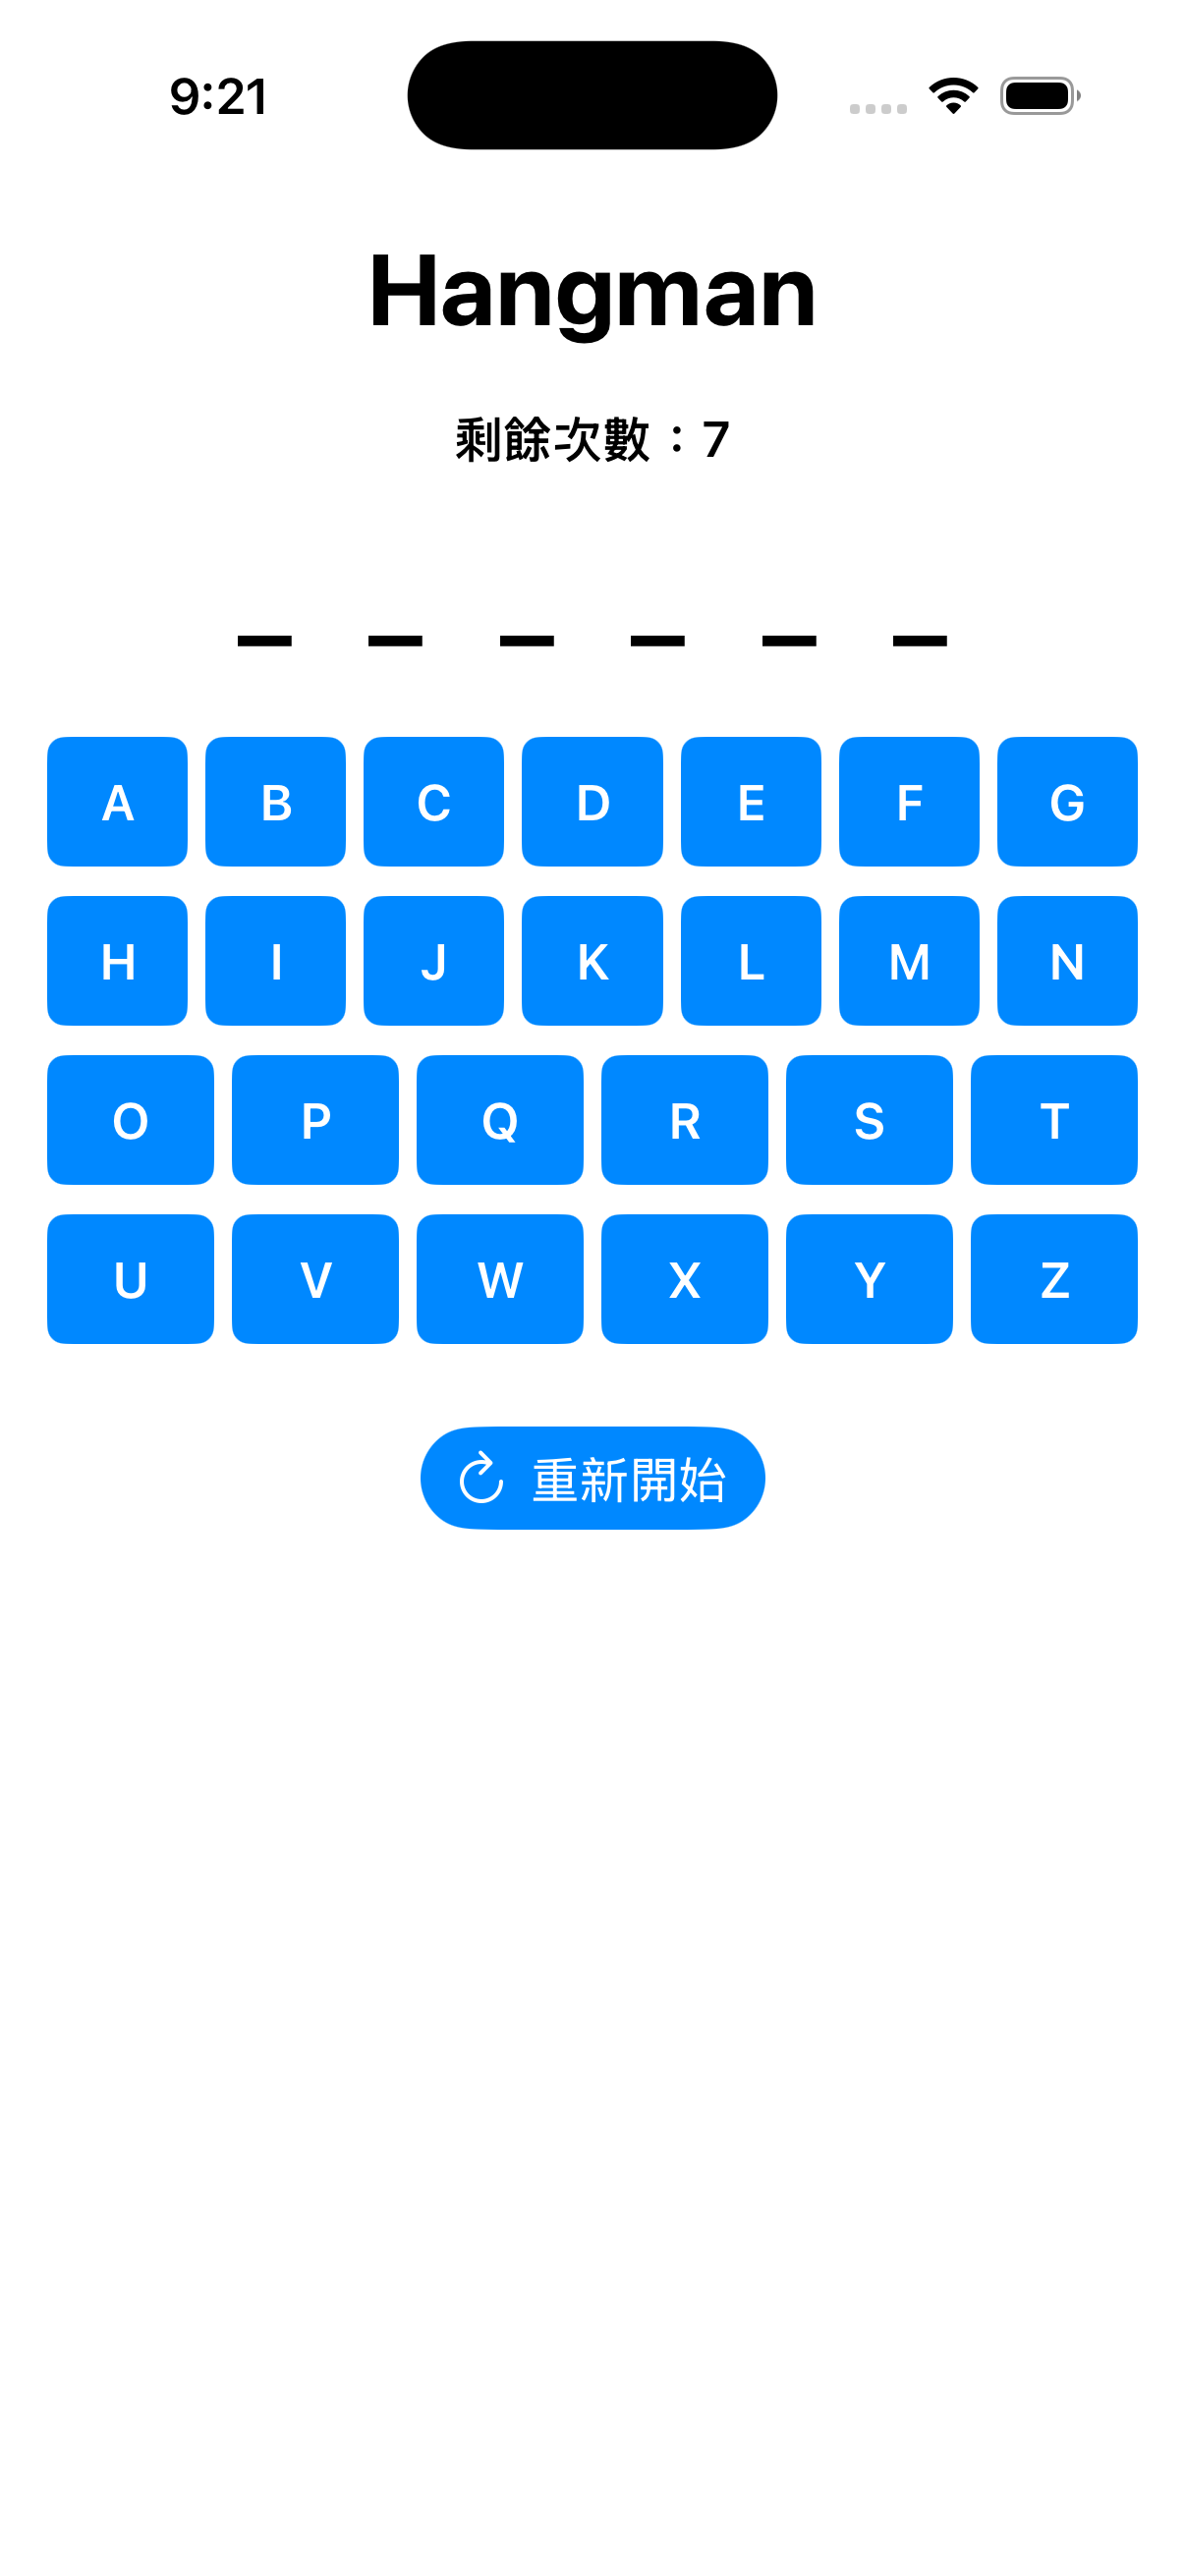 9:21
Hangman
剩餘次數：7
_ _ _ _ _ _
A B C D E F G
H I J K L M N
O P Q R S T
U V W X Y Z
重新開始